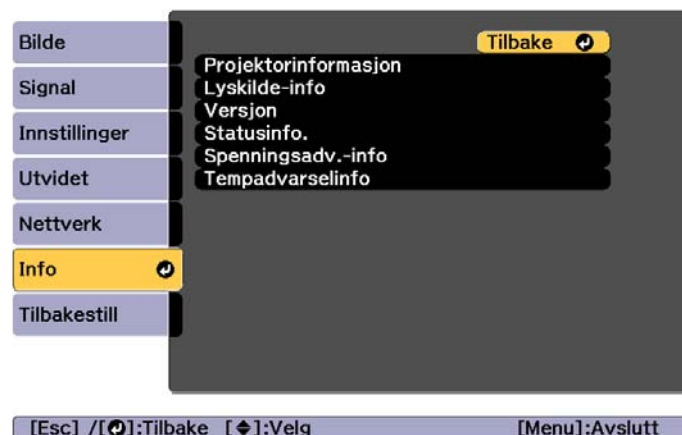 Bilde
Signal
Innstillinger
Utvidet
Nettverk
Info
Tilbakestill
Tilbake
Projektorinformasjon
Lyskilde-info
Versjon
Statusinfo.
Spenningsadv.-info
Tempadvarselinfo
[Esc] /[⏎]:Tilbake [◆]:Velg [Menu]:Avslutt